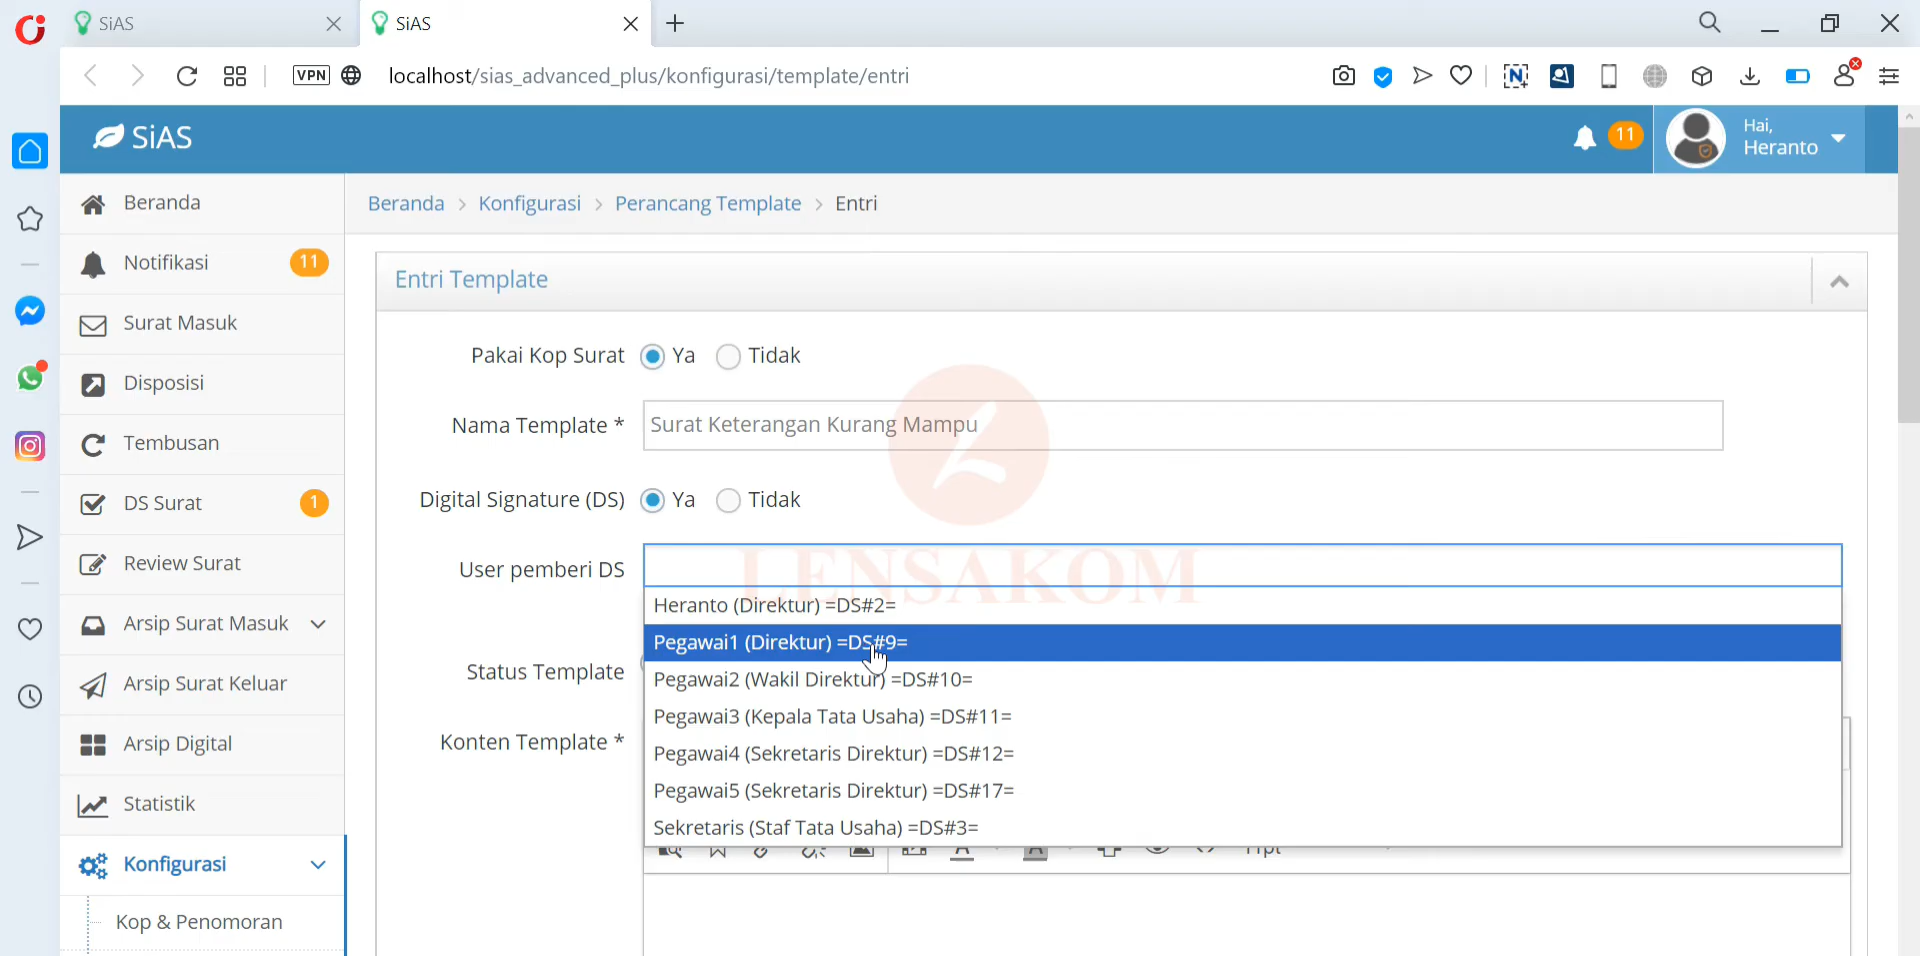 SiAS
SiAS
VPN
localhost/sias_advanced_plus/konfigurasi/template/entri
SiAS
11
Hai,
Heranto
Beranda
Notifikasi
11
Surat Masuk
Disposisi
Tembusan
DS Surat
1
Review Surat
Arsip Surat Masuk
Arsip Surat Keluar
Arsip Digital
Statistik
Konfigurasi
Kop & Penomoran
Beranda > Konfigurasi > Perancang Template > Entri
Entri Template
Pakai Kop Surat
Ya
Tidak
Nama Template *
Surat Keterangan Kurang Mampu
Digital Signature (DS)
Ya
Tidak
User pemberi DS
LENSAKOM
Heranto (Direktur) =DS#2=
Pegawai1 (Direktur) =DS#9=
Pegawai2 (Wakil Direktur) =DS#10=
Pegawai3 (Kepala Tata Usaha) =DS#11=
Pegawai4 (Sekretaris Direktur) =DS#12=
Pegawai5 (Sekretaris Direktur) =DS#17=
Sekretaris (Staf Tata Usaha) =DS#3=
Status Template
Konten Template *